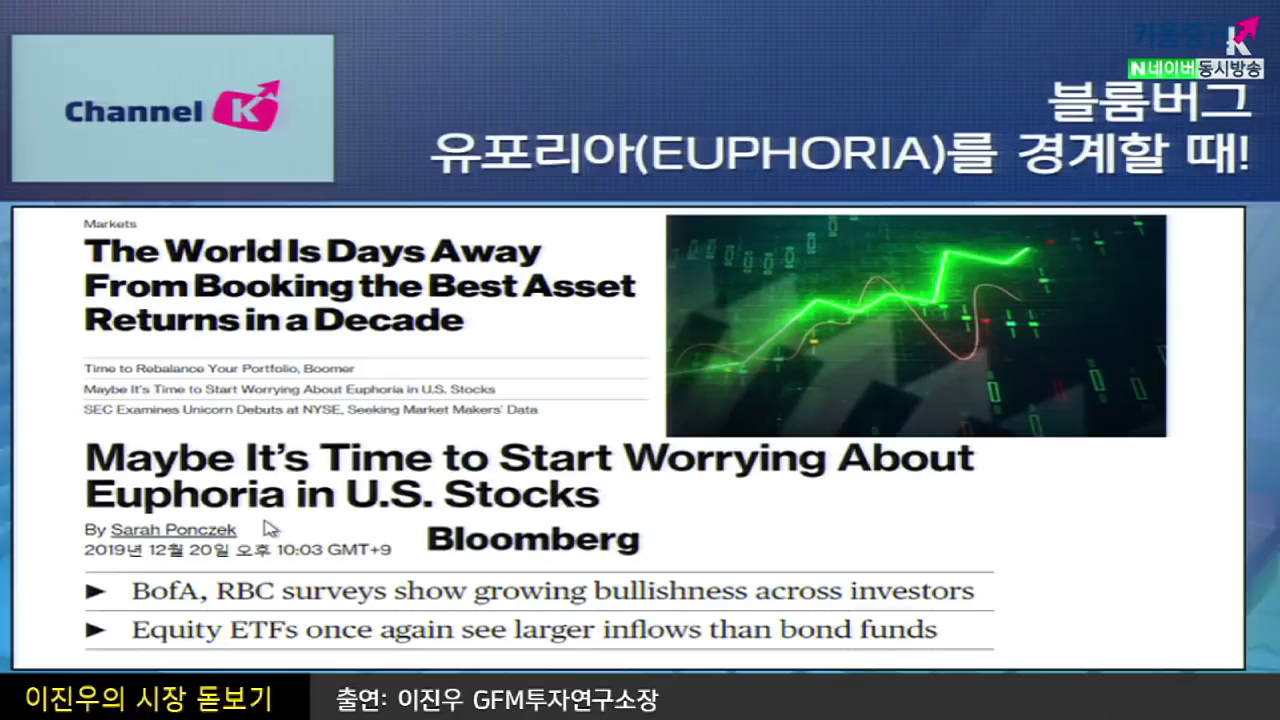 Channel K
키움증권
K
N 네이버 동시방송
블룸버그
유포리아(EUPHORIA)를 경계할 때!
Markets
The World Is Days Away
From Booking the Best Asset
Returns in a Decade
Time to Rebalance Your Portfolio, Boomer
Maybe It's Time to Start Worrying About Euphoria in U.S. Stocks
SEC Examines Unicorn Debuts at NYSE, Seeking Market Makers' Data
Maybe It's Time to Start Worrying About
Euphoria in U.S. Stocks
By Sarah Ponczek
2019년 12월 20일 오후 10:03 GMT+9
Bloomberg
► BofA, RBC surveys show growing bullishness across investors
► Equity ETFs once again see larger inflows than bond funds
이진우의 시장 돋보기
출연: 이진우 GFM투자연구소장